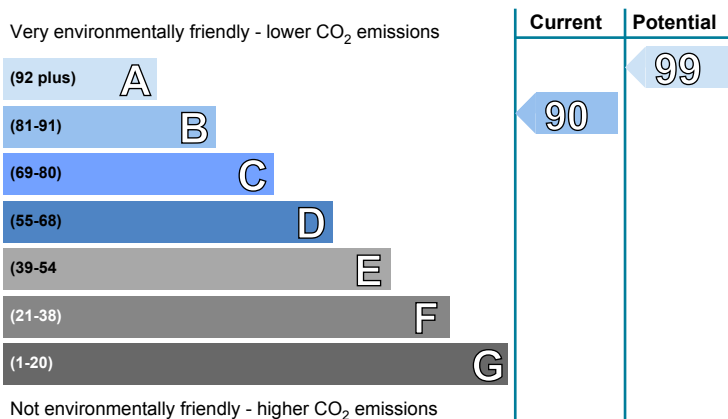 Very environmentally friendly - lower CO2 emissions
Current
Potential
(92 plus) A
99
(81-91) B
90
(69-80) C
(55-68) D
(39-54 E
(21-38) F
(1-20) G
Not environmentally friendly - higher CO2 emissions